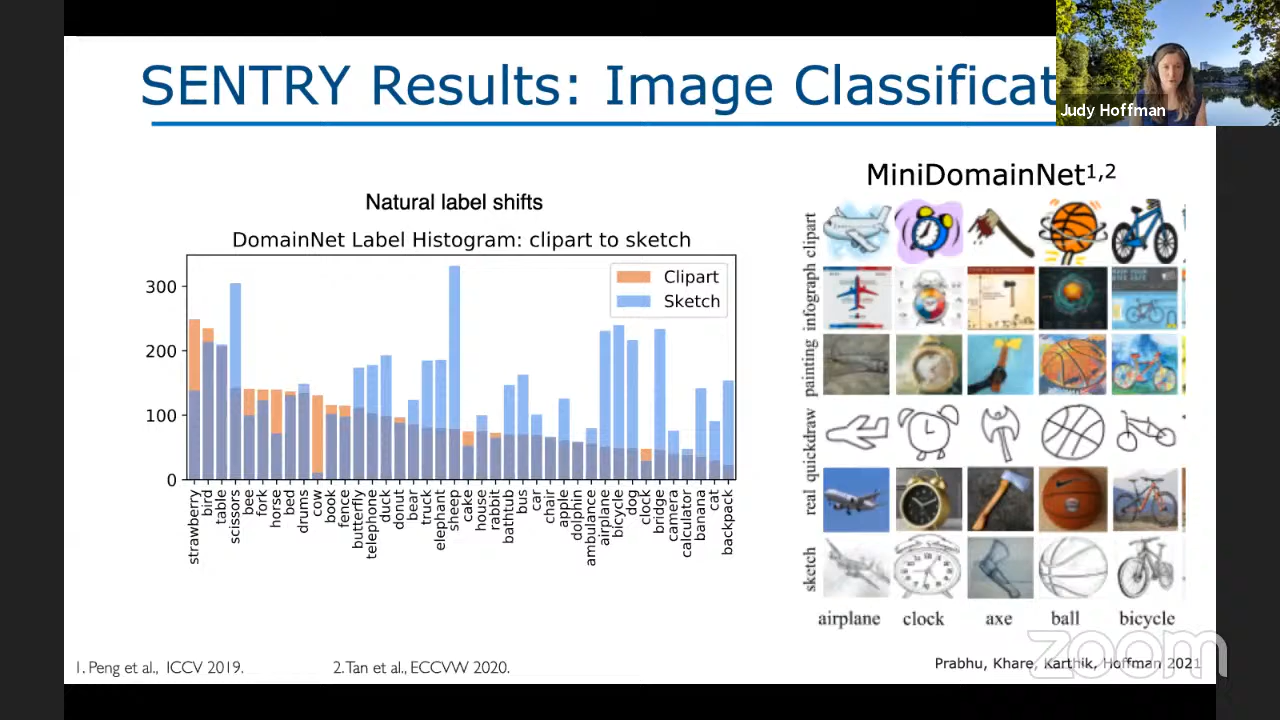 SENTRY Results: Image Classificat
Judy Hoffman
Natural label shifts
DomainNet Label Histogram: clipart to sketch
Clipart
Sketch
300
200
100
0
strawberry
bird
table
scissors
bee
fork
horse
bed
drums
cow
book
fence
butterfly
telephone
duck
donut
bear
truck
elephant
sheep
cake
house
rabbit
bathtub
bus
car
chair
apple
dolphin
ambulance
airplane
bicycle
dog
clock
bridge
camera
calculator
banana
cat
backpack
MiniDomainNet1,2
clipart
infograph
painting
quickdraw
real
sketch
airplane clock axe ball bicycle
1. Peng et al., ICCV 2019. 2. Tan et al., ECCVW 2020.
Prabhu, Khare, Karthik, Hoffman 2021
zoom